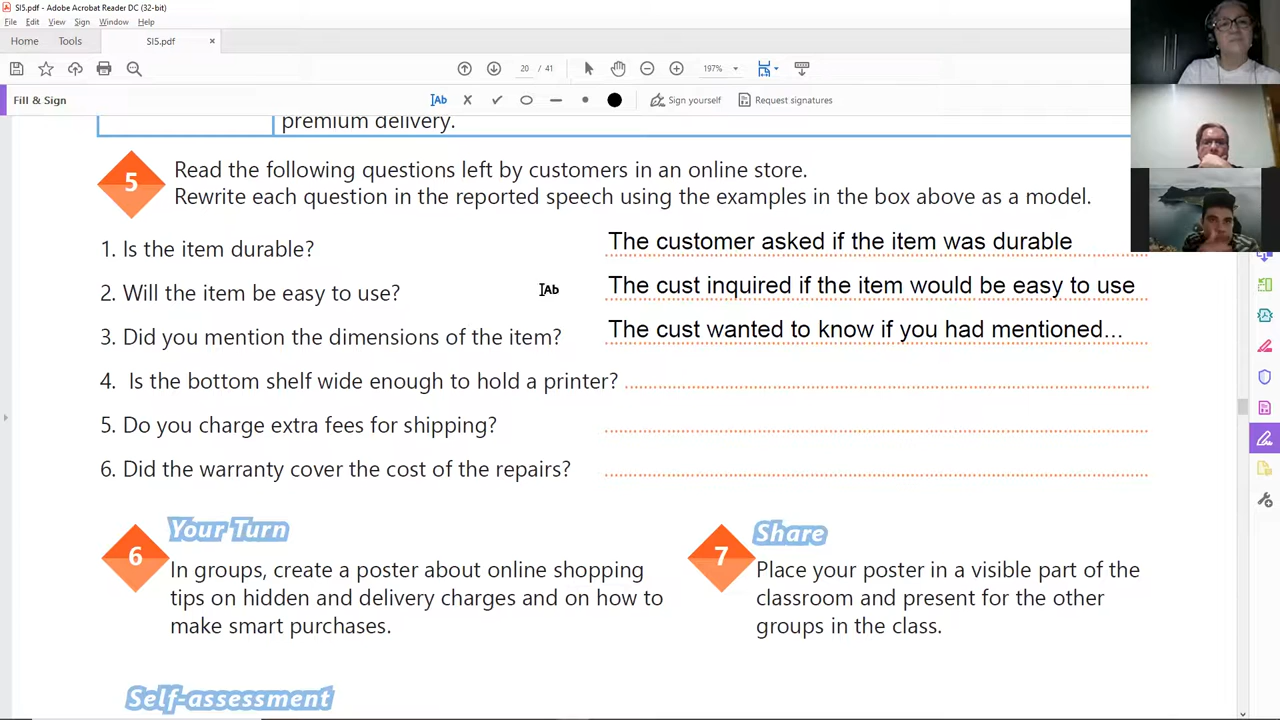 SI5.pdf - Adobe Acrobat Reader DC (32-bit)
File Edit View Sign Window Help
Home Tools SI5.pdf ×
20 / 41 197%
Fill & Sign Ab Sign yourself Request signatures
premium delivery.
5 Read the following questions left by customers in an online store.
Rewrite each question in the reported speech using the examples in the box above as a model.
1. Is the item durable? The customer asked if the item was durable
2. Will the item be easy to use? Ab The cust inquired if the item would be easy to use
3. Did you mention the dimensions of the item? The cust wanted to know if you had mentioned...
4. Is the bottom shelf wide enough to hold a printer?
5. Do you charge extra fees for shipping?
6. Did the warranty cover the cost of the repairs?
6 Your Turn
In groups, create a poster about online shopping
tips on hidden and delivery charges and on how to
make smart purchases.
7 Share
Place your poster in a visible part of the
classroom and present for the other
groups in the class.
Self-assessment